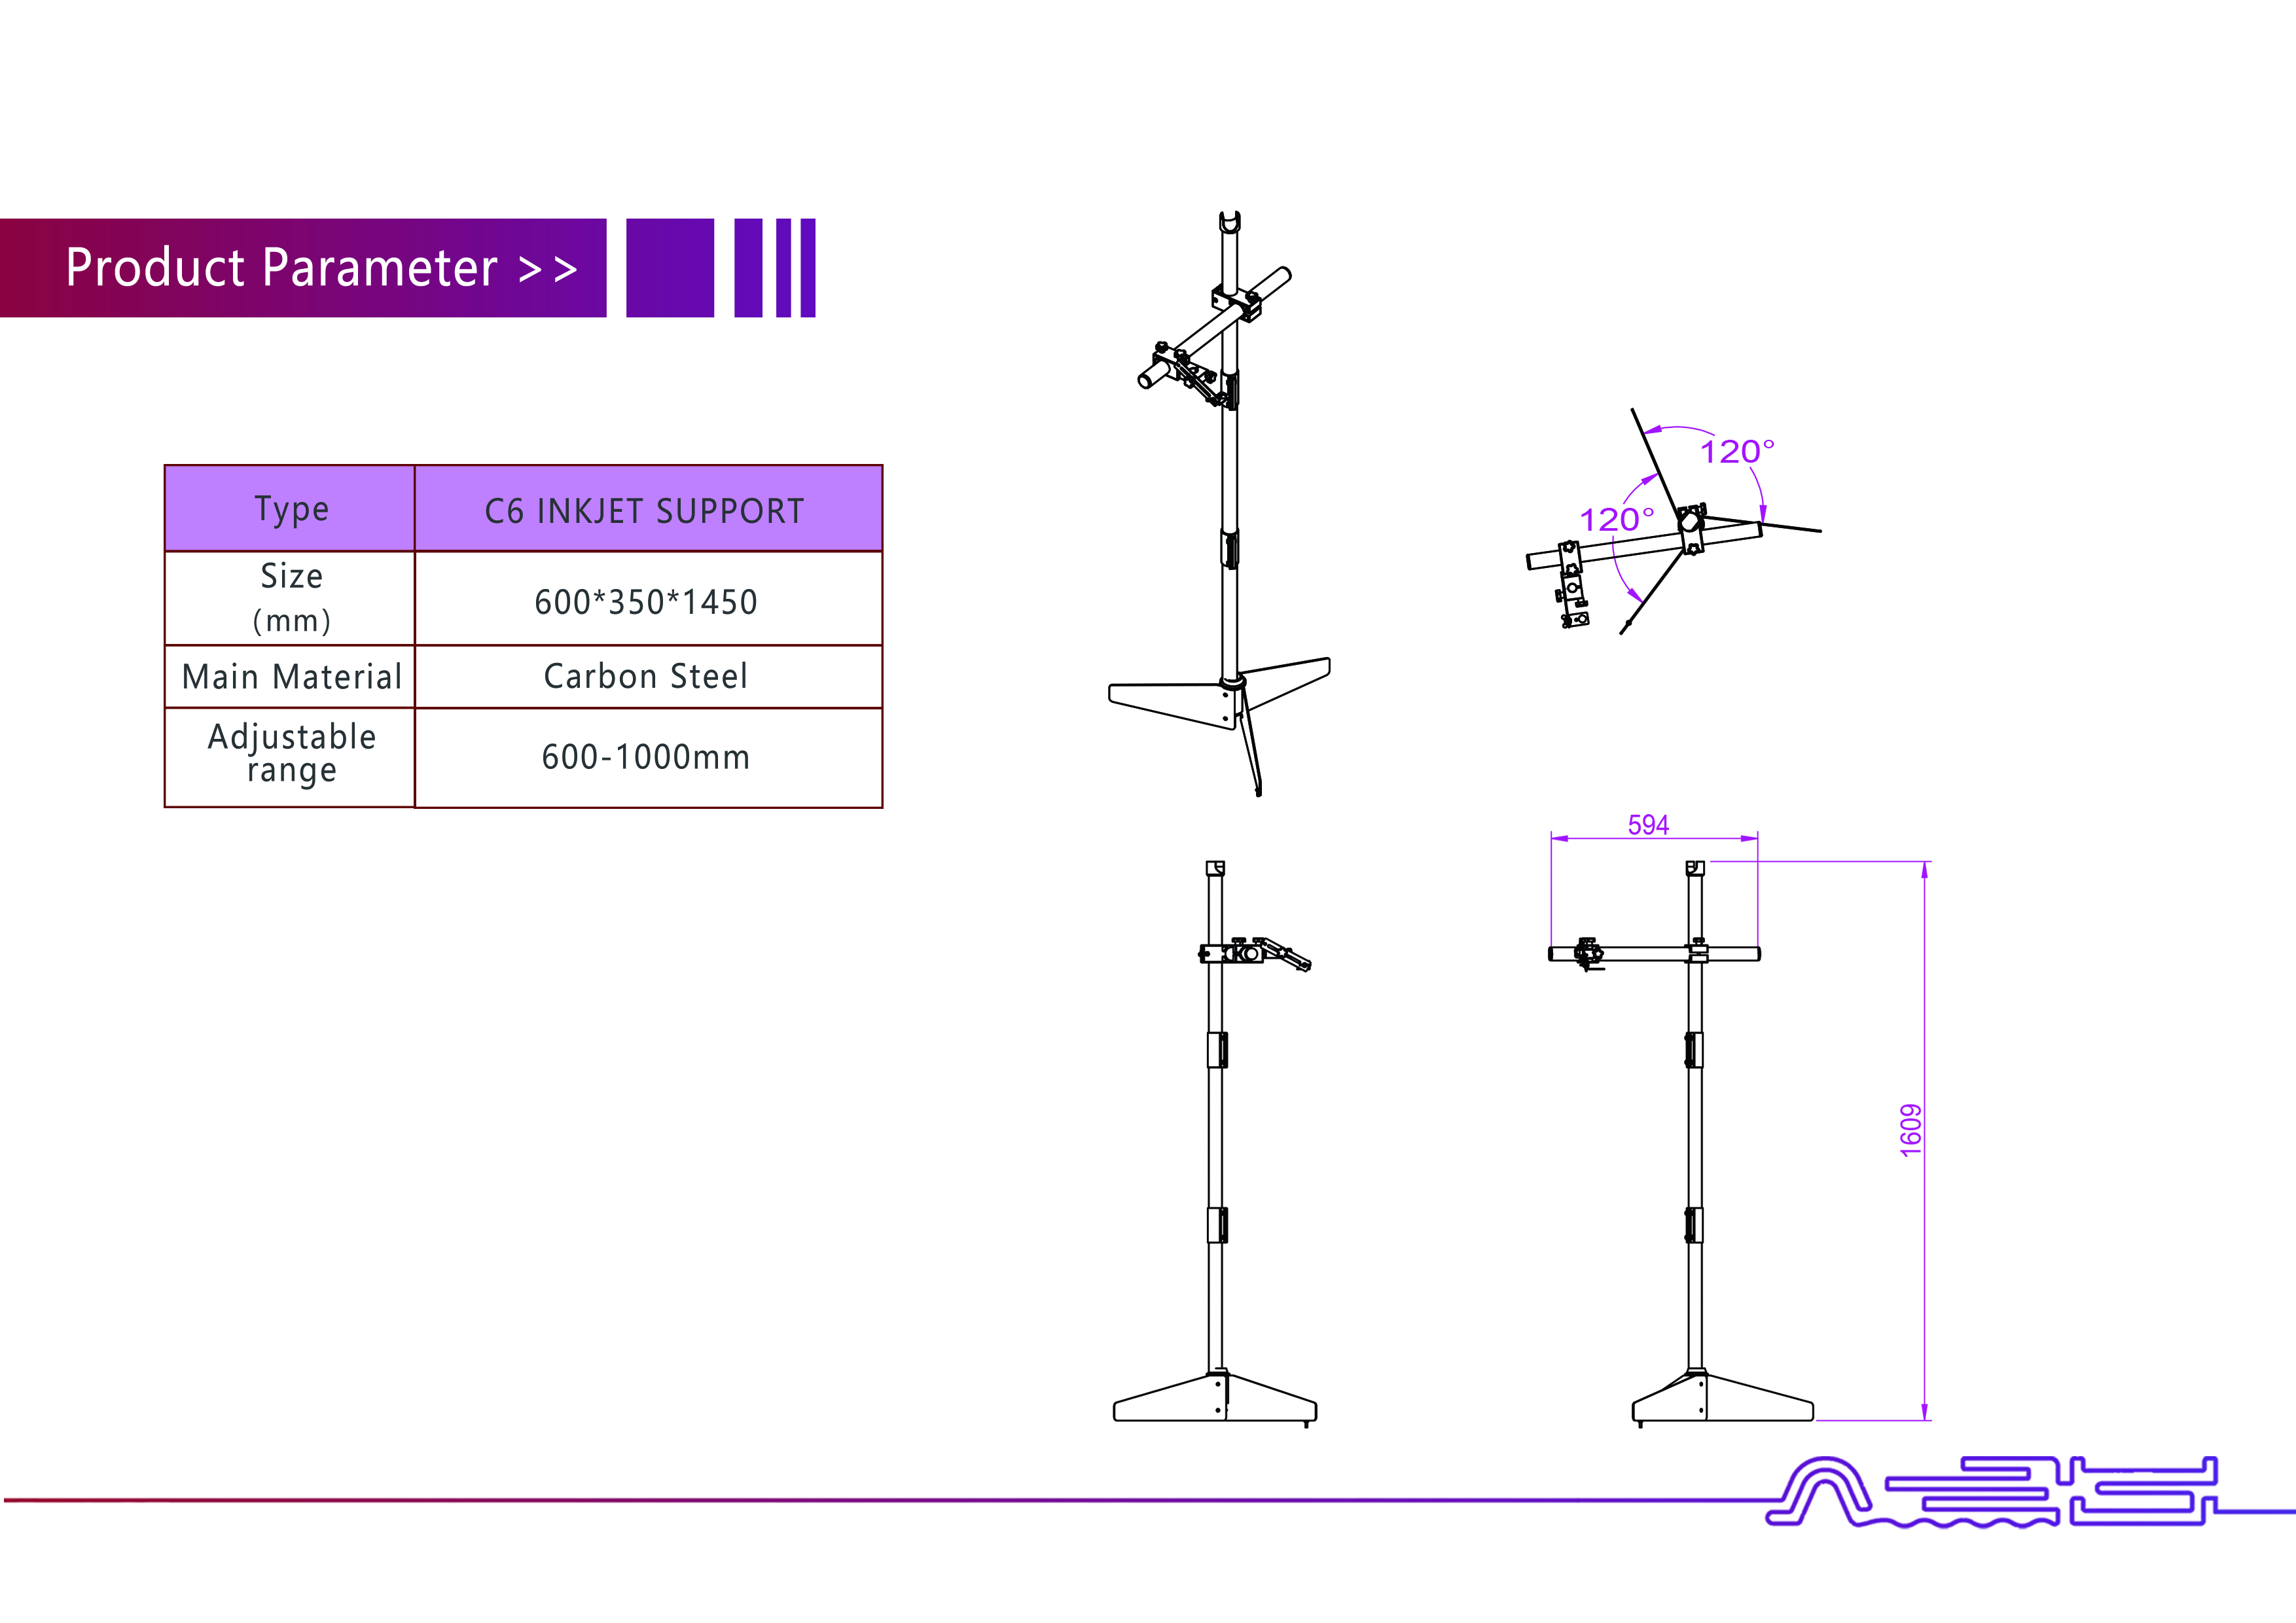 Product Parameter >>
Type
C6 INKJET SUPPORT
Size
(mm)
600*350*1450
Main Material
Carbon Steel
Adjustable
range
600-1000mm
120°
120°
594
1609